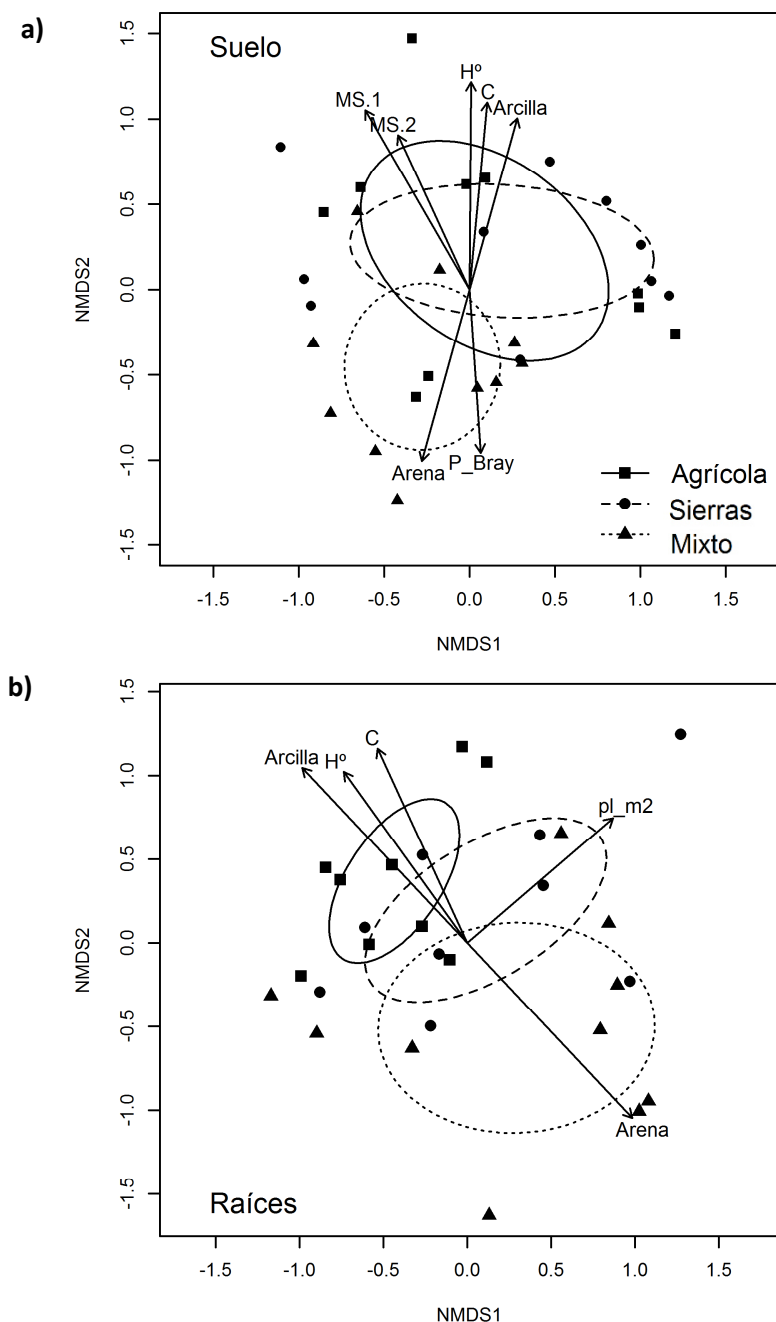 a)
Suelo
Hº
C
MS.1
Arcilla
MS.2
Arena
P_Bray
Agrícola
Sierras
Mixto
NMDS2
1.5
1.0
0.5
0.0
-0.5
-1.0
-1.5
-1.5 -1.0 -0.5 0.0 0.5 1.0 1.5
NMDS1
b)
C
Arcilla
Hº
pl_m2
Arena
Raíces
NMDS2
1.5
1.0
0.5
0.0
-0.5
-1.0
-1.5
-1.5 -1.0 -0.5 0.0 0.5 1.0 1.5
NMDS1